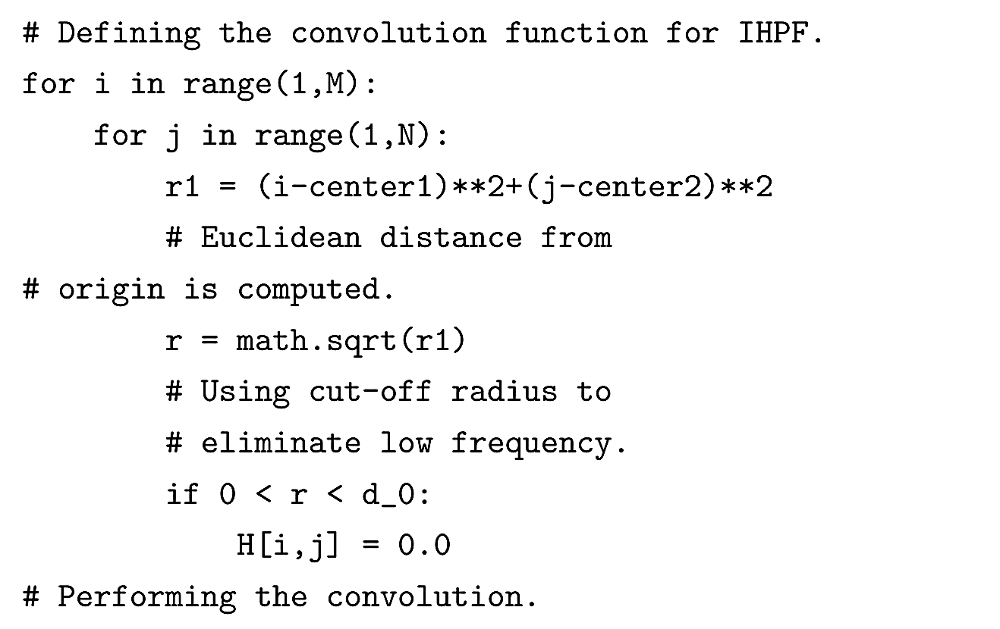 # Defining the convolution function for IHPF.
for i in range(1,M):
    for j in range(1,N):
        r1 = (i-center1)**2+(j-center2)**2
        # Euclidean distance from
# origin is computed.
        r = math.sqrt(r1)
        # Using cut-off radius to
        # eliminate low frequency.
        if 0 < r < d_0:
            H[i,j] = 0.0
# Performing the convolution.